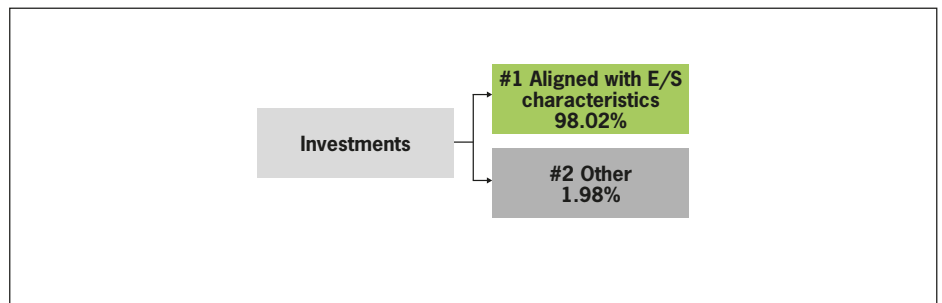 #1 Aligned with E/S
characteristics
98.02%
Investments
#2 Other
1.98%